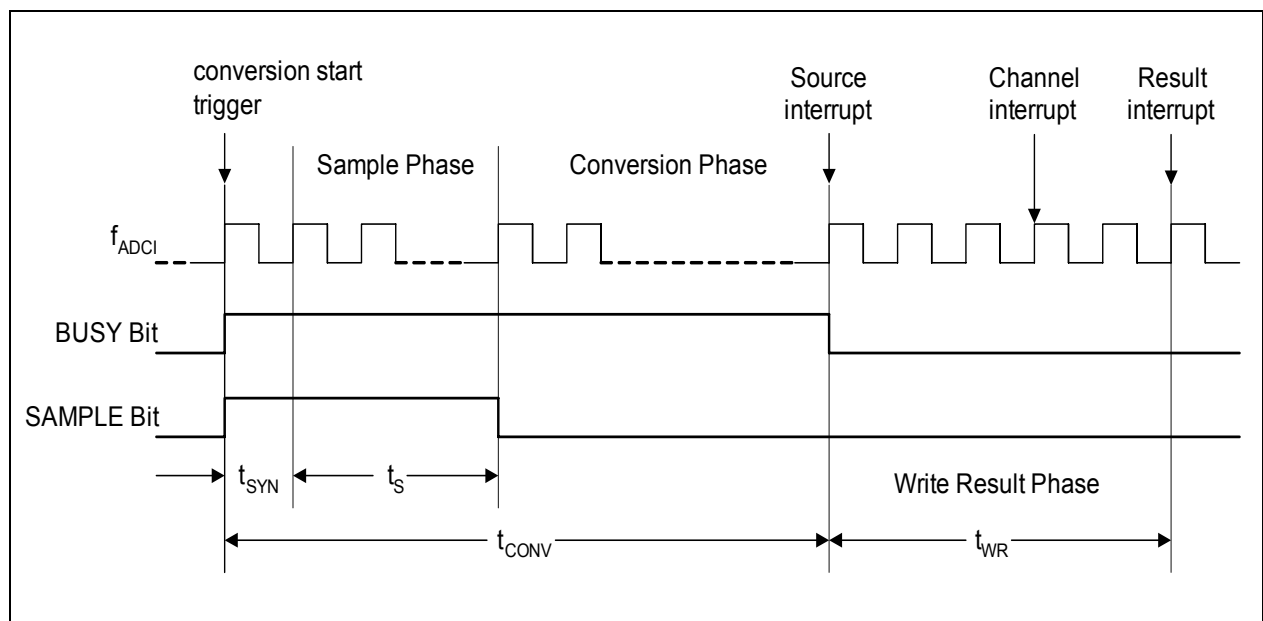 conversion start
trigger
Source
interrupt
Channel
interrupt
Result
interrupt
Sample Phase
Conversion Phase
fADCI
BUSY Bit
SAMPLE Bit
tSYN
tS
Write Result Phase
tCONV
tWR